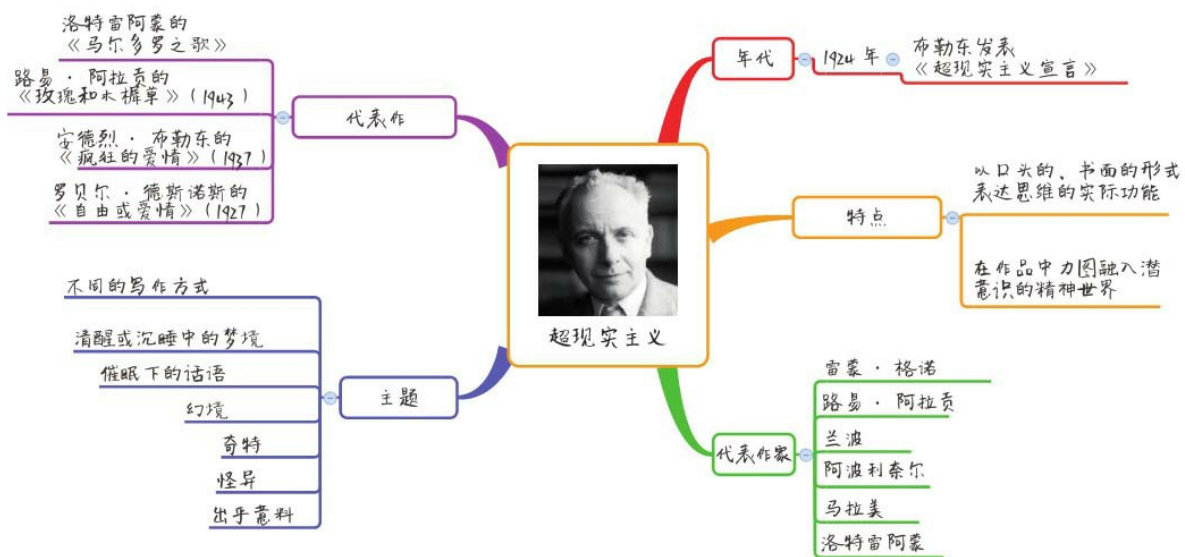 洛特雷阿蒙的
《马尔多罗之歌》
路易·阿拉贡的
《玫瑰和木樨草》(1943)
安德烈·布勒东的
《疯狂的爱情》(1937)
罗贝尔·德斯诺斯的
《自由或爱情》(1927)
代表作
不同的写作方式
清醒或沉睡中的梦境
催眠下的话语
幻境
奇特
怪异
出乎意料
主题
超现实主义
年代
1924年
布勒东发表
《超现实主义宣言》
特点
以口头的、书面的形式
表达思维的实际功能
在作品中力图融入潜
意识的精神世界
代表作家
雷蒙·格诺
路易·阿拉贡
兰波
阿波利奈尔
马拉美
洛特雷阿蒙